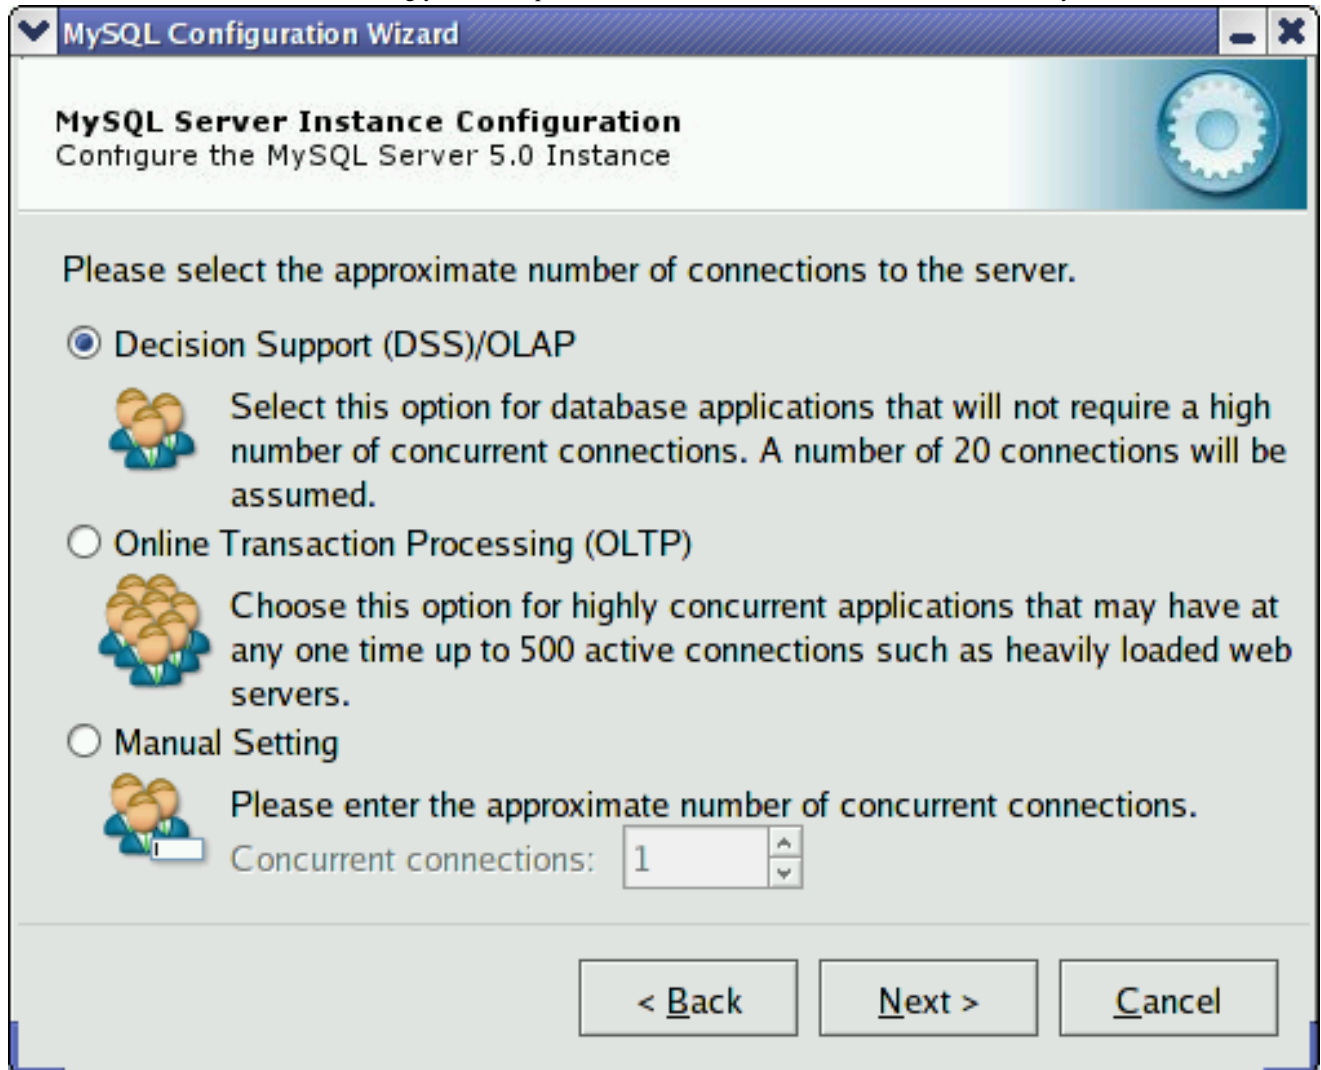 MySQL Configuration Wizard
MySQL Server Instance Configuration
Configure the MySQL Server 5.0 Instance
Please select the approximate number of connections to the server.
Decision Support (DSS)/OLAP
Select this option for database applications that will not require a high
number of concurrent connections. A number of 20 connections will be
assumed.
Online Transaction Processing (OLTP)
Choose this option for highly concurrent applications that may have at
any one time up to 500 active connections such as heavily loaded web
servers.
Manual Setting
Please enter the approximate number of concurrent connections.
Concurrent connections: 1
< Back Next > Cancel